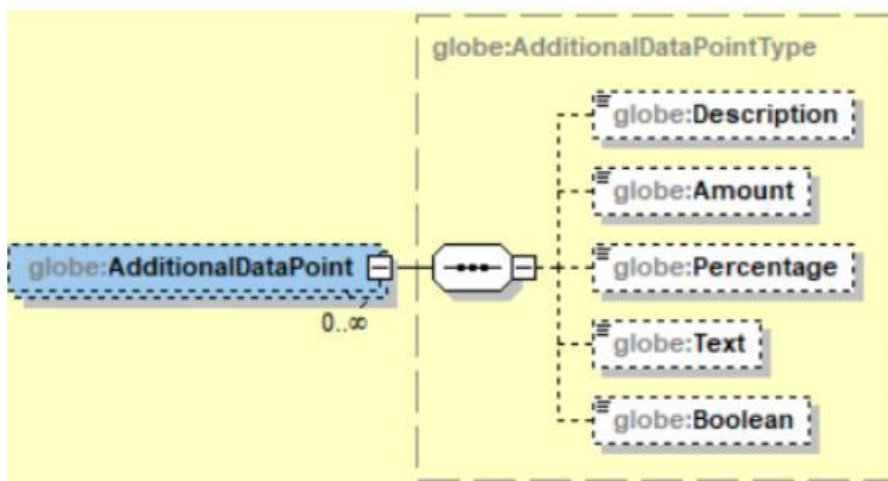 globe:AdditionalDataPointType
globe:Description
globe:Amount
globe:AdditionalDataPoint
globe:Percentage
0..∞
globe:Text
globe:Boolean